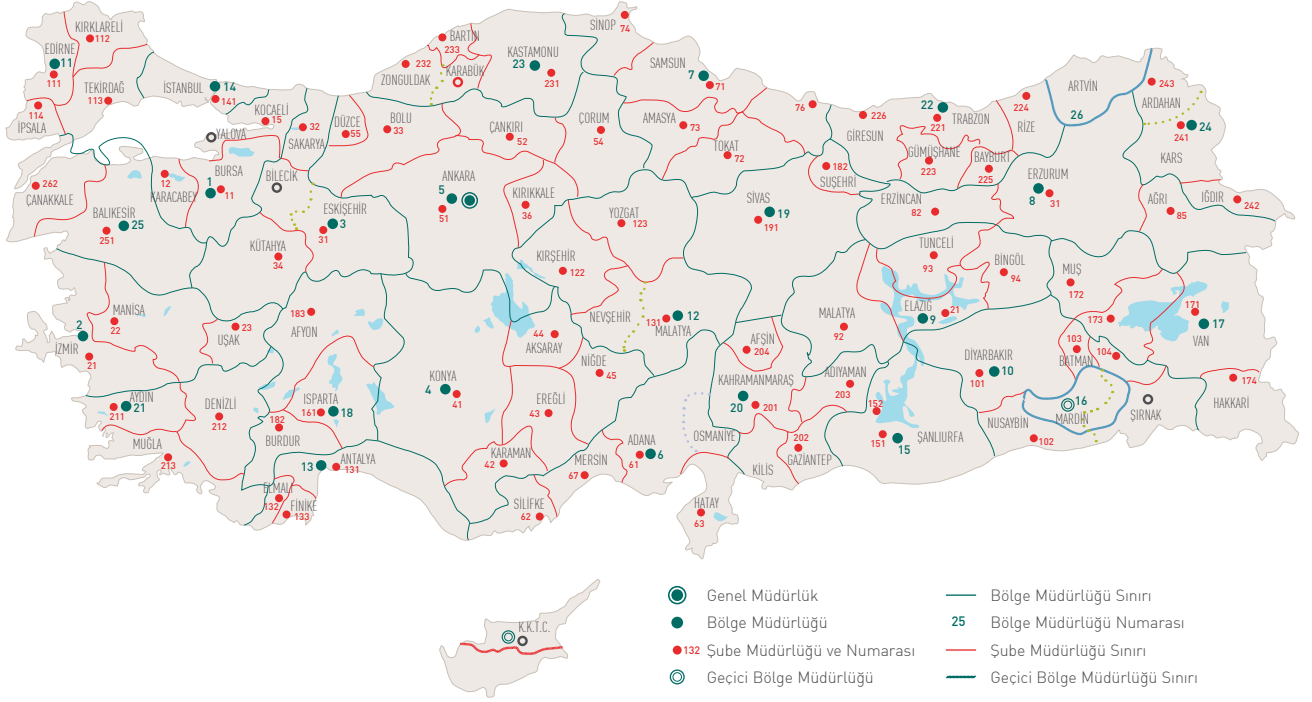 SİNOP
74
KIRKLARELİ
112
EDİRNE
11
111
TEKİRDAĞ
113
114
İPSALA
İSTANBUL
14
141
KOCAELİ
15
YALOVA
32
SAKARYA
DÜZCE
55
BOLU
33
BARTIN
233
232
ZONGULDAK
KARABÜK
KASTAMONU
23
231
SAMSUN
7
71
ÇANKIRI
52
ÇORUM
54
AMASYA
73
TOKAT
72
76
226
GİRESUN
22
221
TRABZON
224
RİZE
ARTVİN
26
243
ARDAHAN
241
24
KARS
GÜMÜŞHANE
223
BAYBURT
225
182
SUŞEHRİ
ERZİNCAN
82
ERZURUM
8
31
AĞRI
85
IĞDIR
242
262
ÇANAKKALE
12
KARACABEY
BURSA
1
11
BİLECİK
BALIKESİR
25
251
ESKİŞEHİR
3
31
KÜTAHYA
34
ANKARA
5
51
KIRIKKALE
36
YOZGAT
123
SİVAS
19
191
KIRŞEHİR
122
TUNCELİ
93
BİNGÖL
94
MUŞ
172
173
171
17
VAN
MANİSA
22
2
İZMİR
21
23
UŞAK
183
AFYON
NEVŞEHİR
131
12
MALATYA
44
AKSARAY
NİĞDE
45
MALATYA
92
ELAZIĞ
9
21
AFŞİN
204
103
BATMAN
104
DİYARBAKIR
10
101
AYDIN
21
211
DENİZLİ
212
ISPARTA
161
18
182
BURDUR
KONYA
4
41
EREĞLİ
43
KAHRAMANMARAŞ
20
201
ADIYAMAN
203
152
151
15
ŞANLIURFA
NUSAYBİN
102
16
MARDİN
ŞIRNAK
174
HAKKARİ
MUĞLA
213
13
ANTALYA
131
ELMALI
132
FİNİKE
133
KARAMAN
42
MERSİN
67
SİLİFKE
62
ADANA
61
6
OSMANİYE
202
GAZİANTEP
KİLİS
HATAY
63
K.K.T.C.
Genel Müdürlük
Bölge Müdürlüğü
132 Şube Müdürlüğü ve Numarası
Geçici Bölge Müdürlüğü
Bölge Müdürlüğü Sınırı
25 Bölge Müdürlüğü Numarası
Şube Müdürlüğü Sınırı
Geçici Bölge Müdürlüğü Sınırı